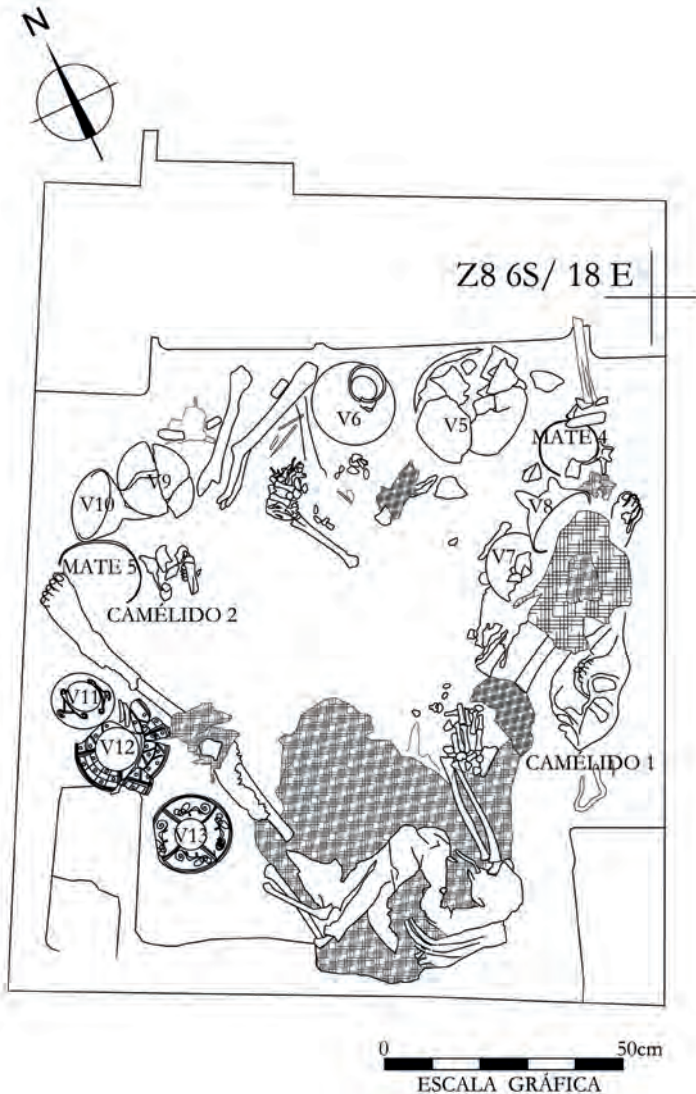 N
Z8 6S/ 18 E
V6
V5
MATE 4
V9
V10
V8
V7
MATE 5
CAMÉLIDO 2
V11
V12
CAMÉLIDO 1
V13
0 50cm
ESCALA GRÁFICA